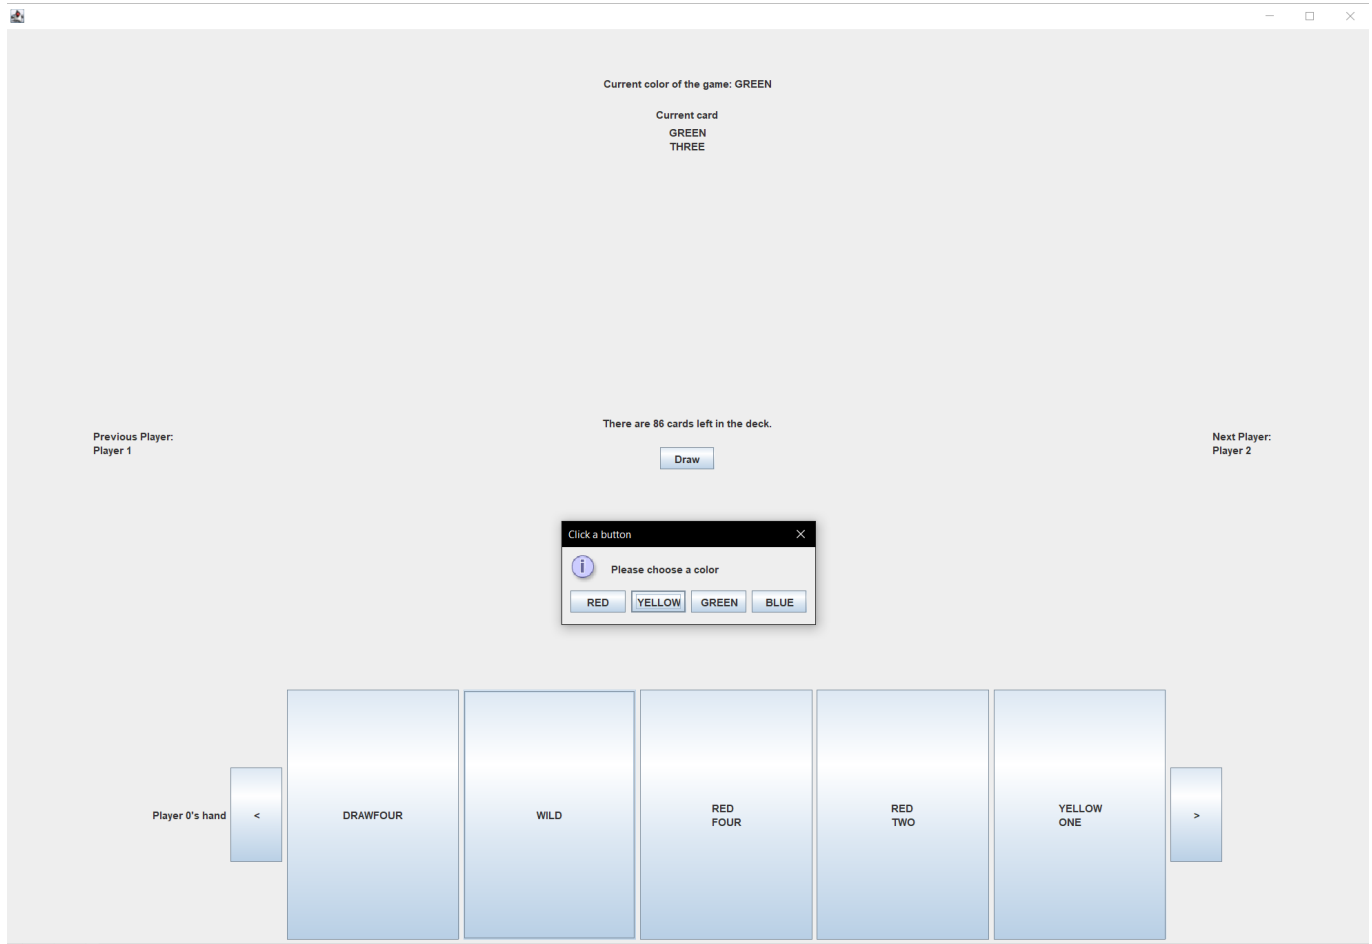 Current color of the game: GREEN
Current card
GREEN
THREE
There are 86 cards left in the deck.
Previous Player:
Player 1
Next Player:
Player 2
Draw
Click a button
Please choose a color
RED
YELLOW
GREEN
BLUE
Player 0's hand
<
DRAWFOUR
WILD
RED
FOUR
RED
TWO
YELLOW
ONE
>